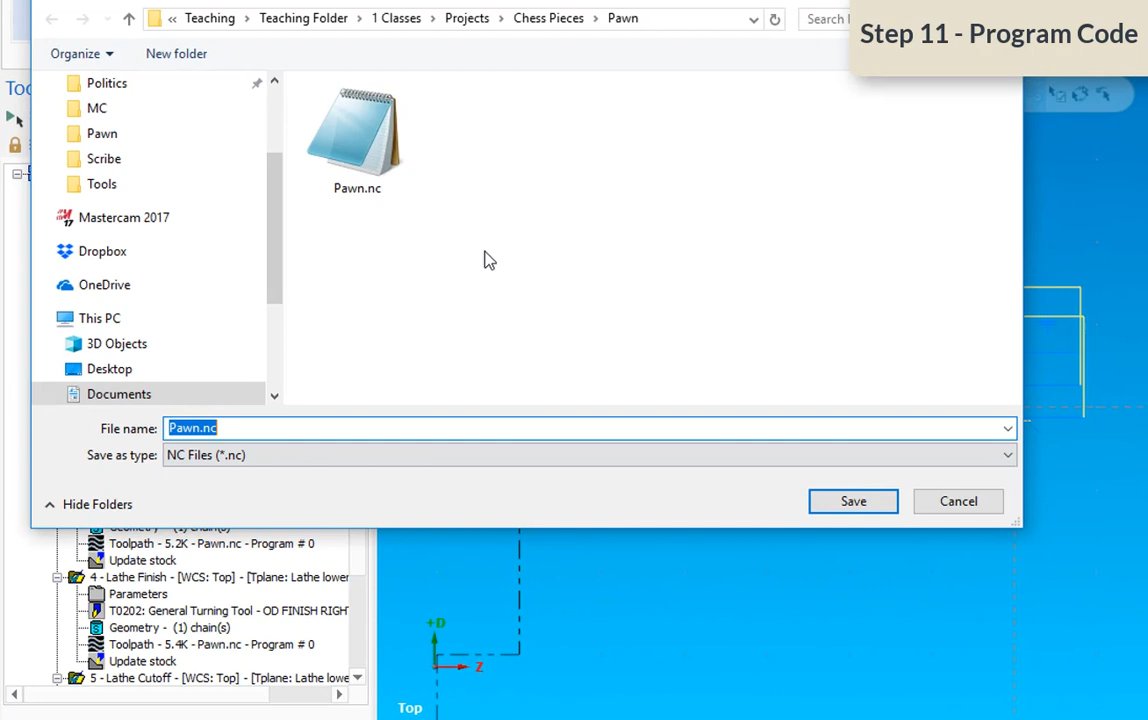 « Teaching > Teaching Folder > 1 Classes > Projects > Chess Pieces > Pawn
Search
Step 11 - Program Code
Organize
New folder
Politics
MC
Pawn
Scribe
Tools
Mastercam 2017
Dropbox
OneDrive
This PC
3D Objects
Desktop
Documents
Pawn.nc
File name: Pawn.nc
Save as type: NC Files (*.nc)
Hide Folders
Save
Cancel
Too
Geometry - (1) chain(s)
Toolpath - 5.2K - Pawn.nc - Program # 0
Update stock
4 - Lathe Finish - [WCS: Top] - [Tplane: Lathe lower
Parameters
T0202: General Turning Tool - OD FINISH RIGHT
Geometry - (1) chain(s)
Toolpath - 5.4K - Pawn.nc - Program # 0
Update stock
5 - Lathe Cutoff - [WCS: Top] - [Tplane: Lathe lowe
+D
Z
Top